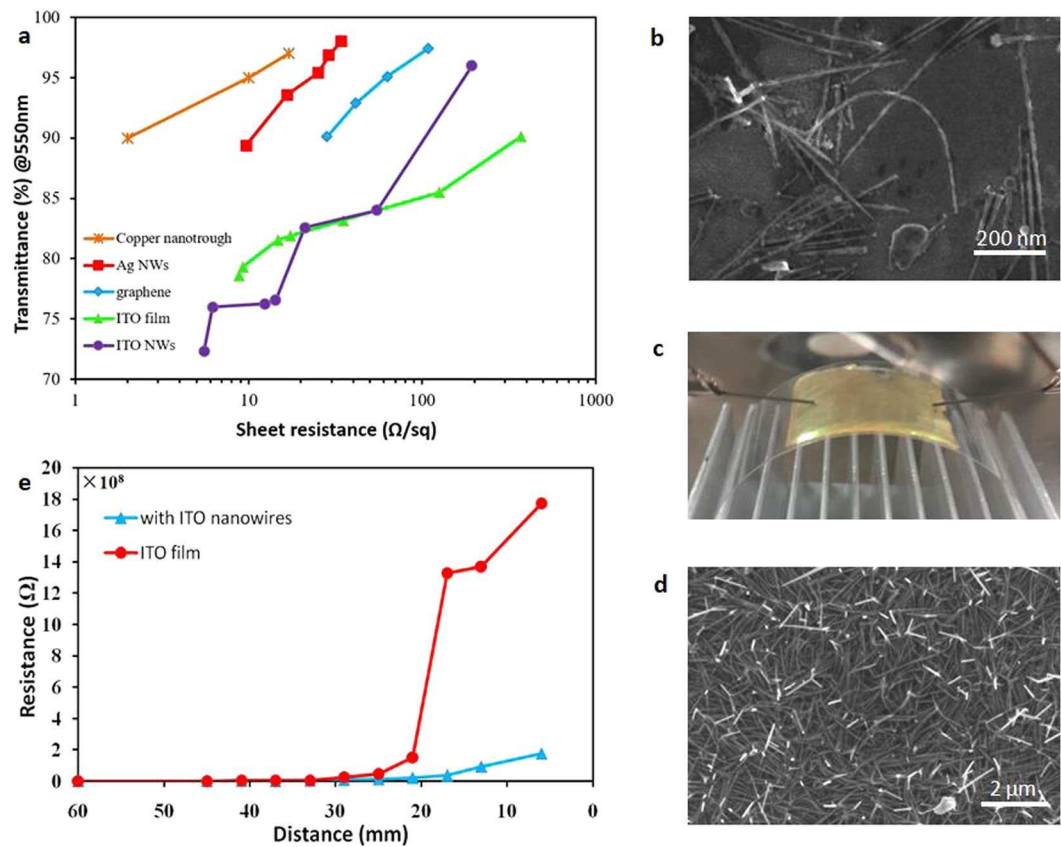 a
100
95
90
85
80
75
70
Transmittance (%) @550nm
Copper nanotrough
Ag NWs
graphene
ITO film
ITO NWs
1 10 100 1000
Sheet resistance (Ω/sq)
b
200 nm
c
d
2 µm
e
×10⁸
20
18
16
14
12
10
8
6
4
2
0
Resistance (Ω)
with ITO nanowires
ITO film
60 50 40 30 20 10 0
Distance (mm)